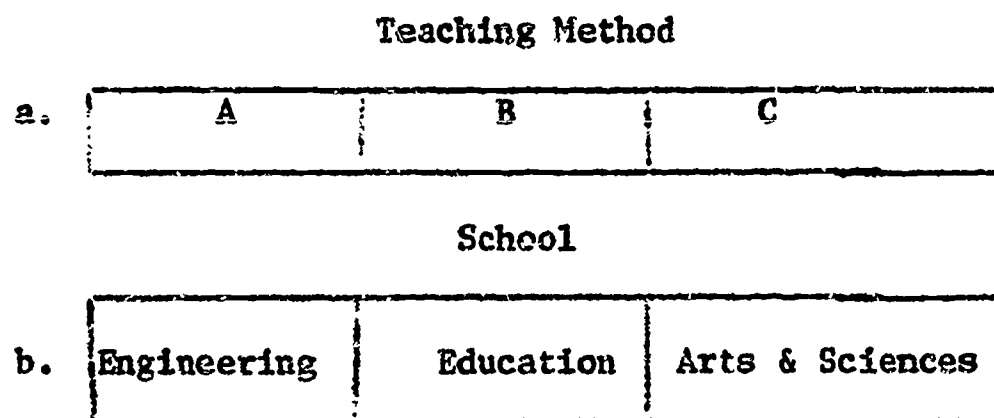 Teaching Method
a. A B C
School
b. Engineering Education Arts & Sciences